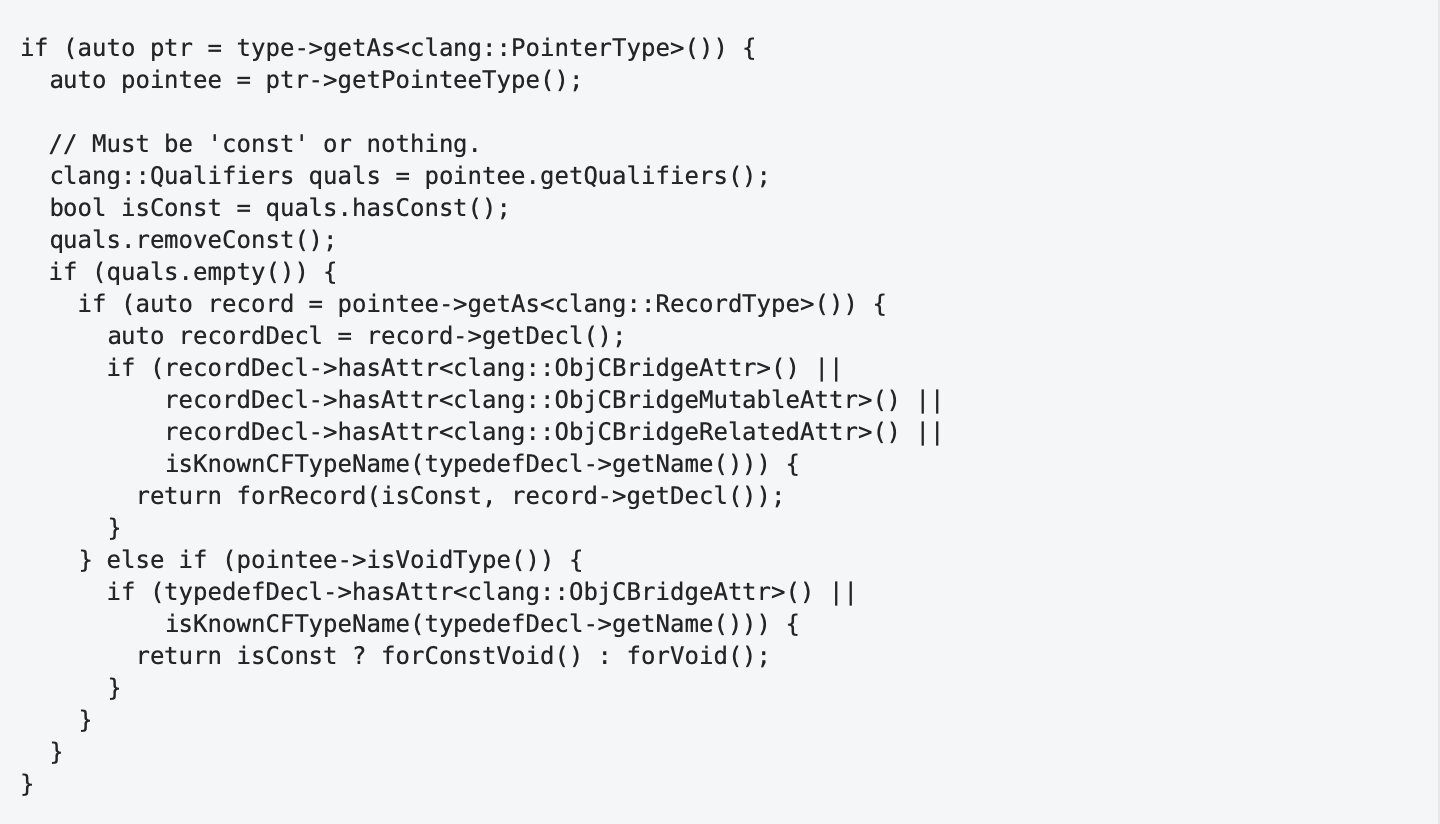 if (auto ptr = type->getAs<clang::PointerType>()) {
  auto pointee = ptr->getPointeeType();

  // Must be 'const' or nothing.
  clang::Qualifiers quals = pointee.getQualifiers();
  bool isConst = quals.hasConst();
  quals.removeConst();
  if (quals.empty()) {
    if (auto record = pointee->getAs<clang::RecordType>()) {
      auto recordDecl = record->getDecl();
      if (recordDecl->hasAttr<clang::ObjCBridgeAttr>() ||
          recordDecl->hasAttr<clang::ObjCBridgeMutableAttr>() ||
          recordDecl->hasAttr<clang::ObjCBridgeRelatedAttr>() ||
          isKnownCFTypeName(typedefDecl->getName())) {
        return forRecord(isConst, record->getDecl());
      }
    } else if (pointee->isVoidType()) {
      if (typedefDecl->hasAttr<clang::ObjCBridgeAttr>() ||
          isKnownCFTypeName(typedefDecl->getName())) {
        return isConst ? forConstVoid() : forVoid();
      }
    }
  }
}